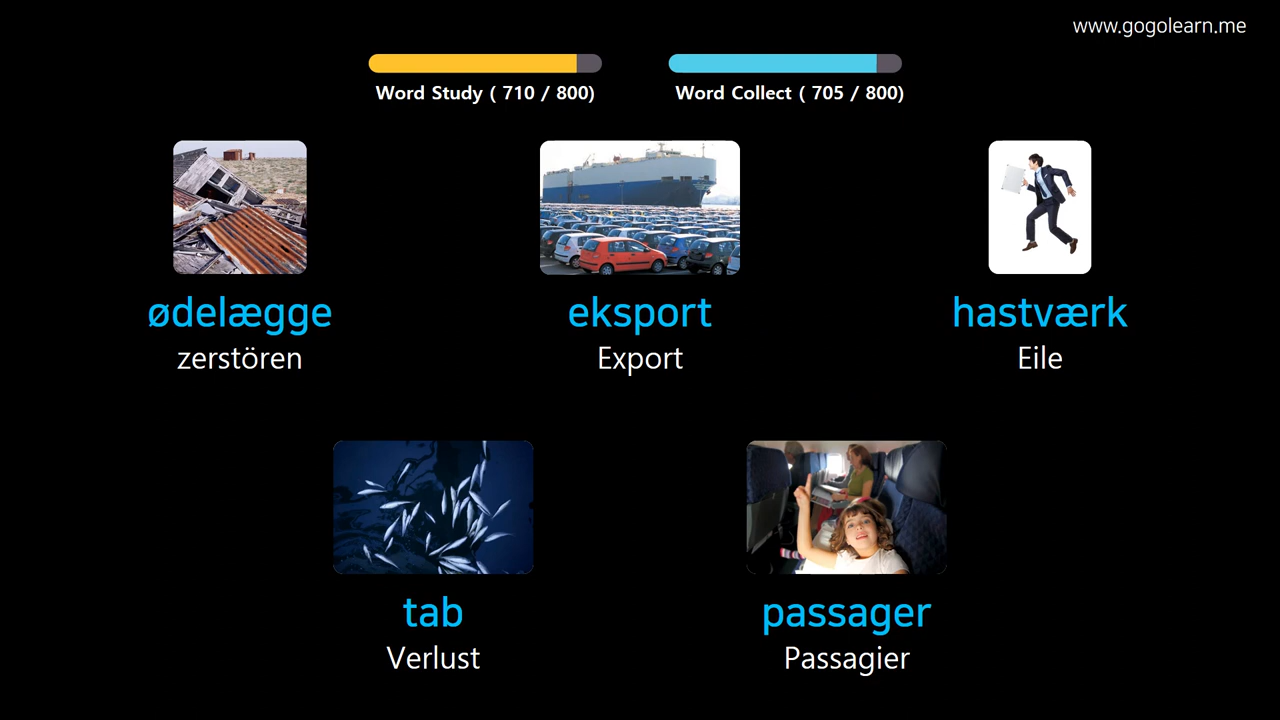 www.gogolearn.me
Word Study ( 710 / 800)
Word Collect ( 705 / 800)
ødelægge
zerstören
eksport
Export
hastværk
Eile
tab
Verlust
passager
Passagier